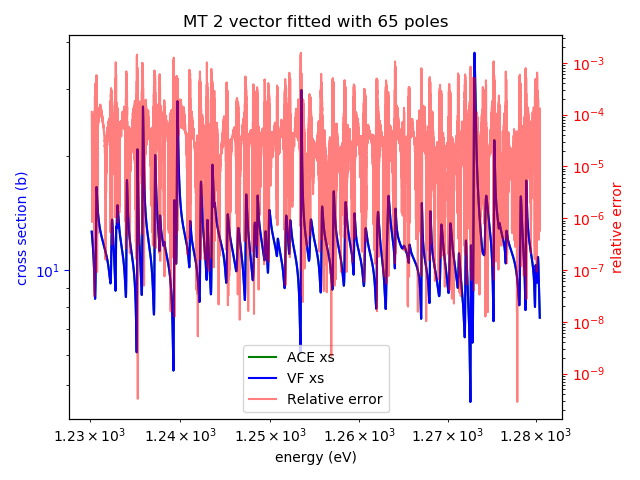 MT 2 vector fitted with 65 poles
cross section (b)
10¹
10⁻³
10⁻⁴
10⁻⁵
10⁻⁶
10⁻⁷
10⁻⁸
10⁻⁹
relative error
ACE xs
VF xs
Relative error
1.23 × 10³ 1.24 × 10³ 1.25 × 10³ 1.26 × 10³ 1.27 × 10³ 1.28 × 10³
energy (eV)